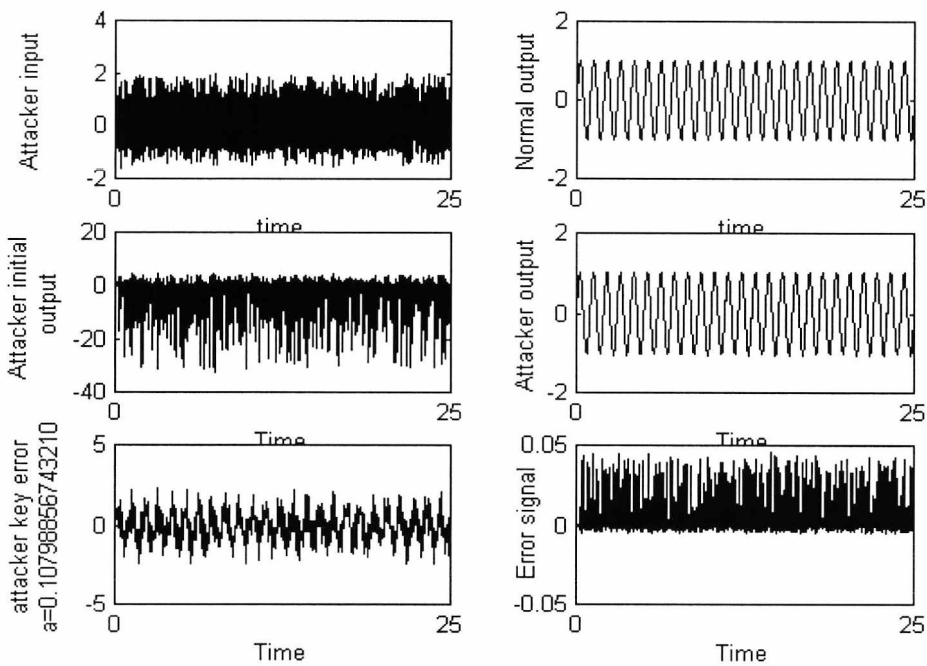 4
2
0
-2
Attacker input
0
25
time
2
0
-2
Normal output
0
25
time
20
0
-20
-40
Attacker initial
output
0
25
Time
2
0
-2
Attacker output
0
25
Time
5
0
-5
attacker key error
a=0.10798856743210
0
25
Time
0.05
0
-0.05
Error signal
0
25
Time